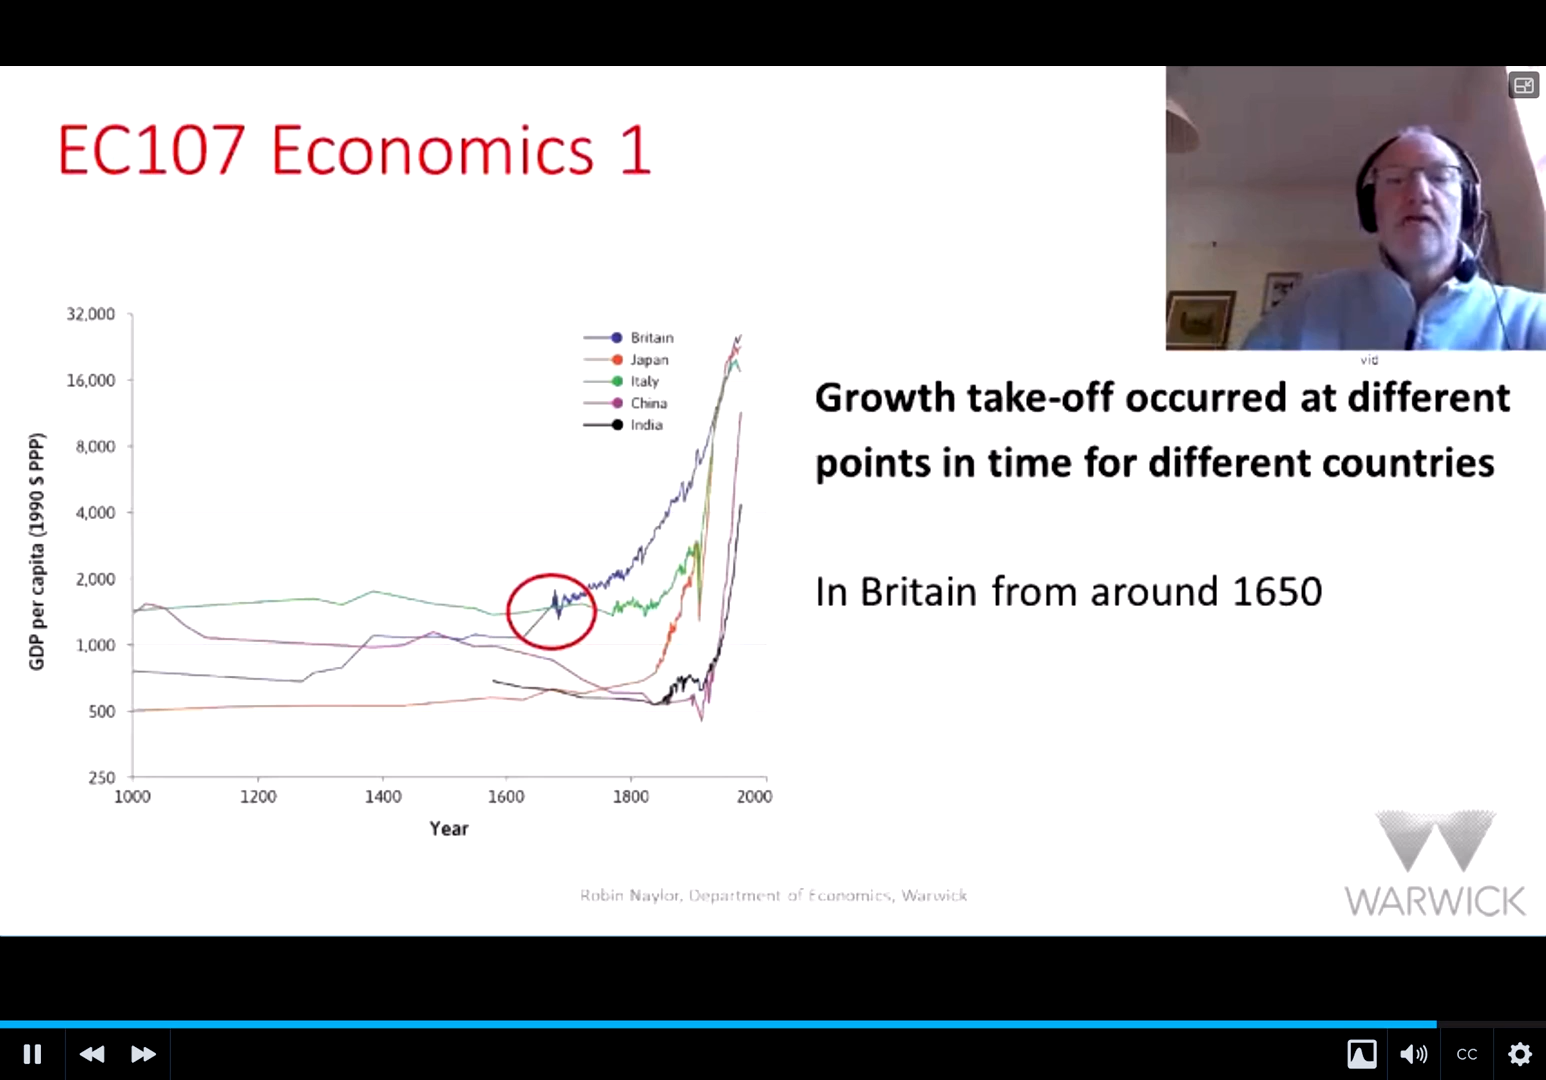 EC107 Economics 1
vid
32,000
16,000
8,000
4,000
2,000
1,000
500
250
GDP per capita (1990 $ PPP)
Britain
Japan
Italy
China
India
1000 1200 1400 1600 1800 2000
Year
Growth take-off occurred at different
points in time for different countries
In Britain from around 1650
Robin Naylor, Department of Economics, Warwick
WARWICK
CC